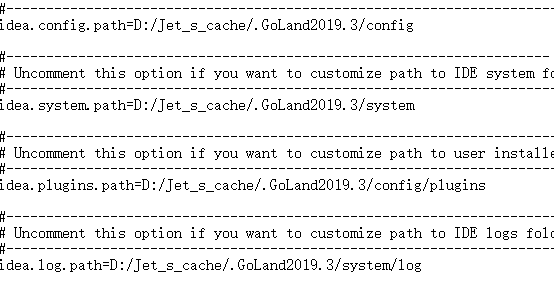 #---------------------------------------------------------------------
idea.config.path=D:/Jet_s_cache/.GoLand2019.3/config
#---------------------------------------------------------------------
# Uncomment this option if you want to customize path to IDE system
#---------------------------------------------------------------------
idea.system.path=D:/Jet_s_cache/.GoLand2019.3/system
#---------------------------------------------------------------------
# Uncomment this option if you want to customize path to user
#---------------------------------------------------------------------
idea.plugins.path=D:/Jet_s_cache/.GoLand2019.3/config/plugins
#---------------------------------------------------------------------
# Uncomment this option if you want to customize path to IDE logs
#---------------------------------------------------------------------
idea.log.path=D:/Jet_s_cache/.GoLand2019.3/system/log